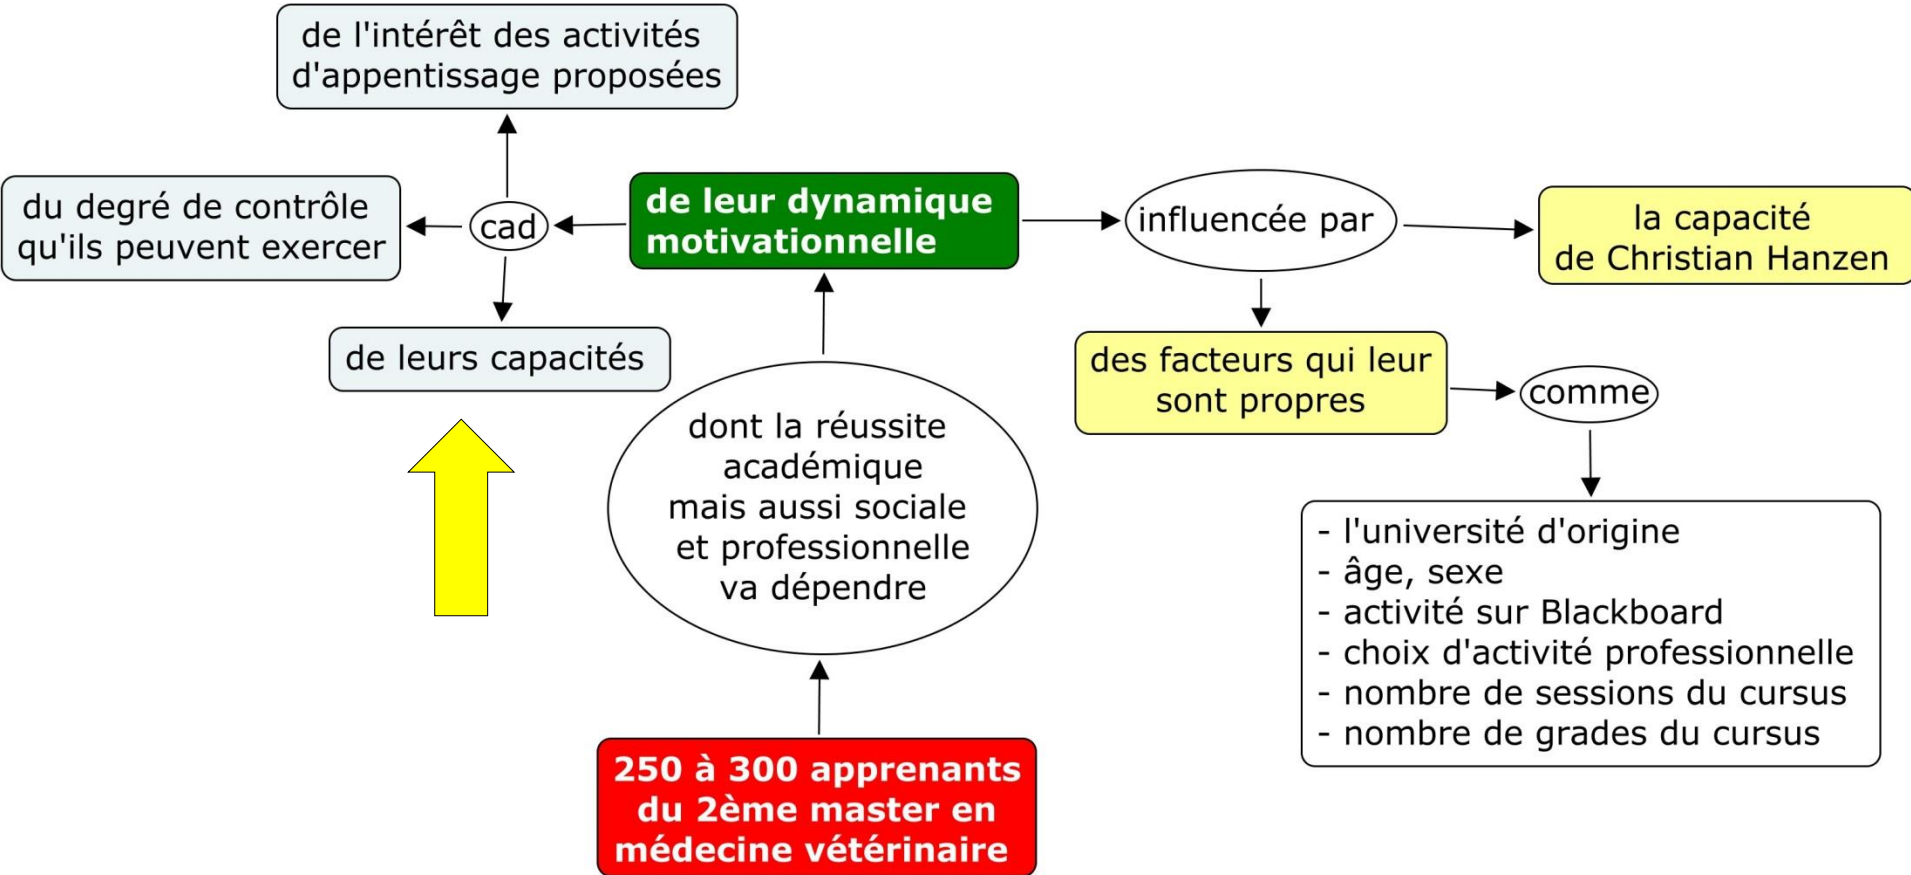 de l'intérêt des activités
d'appentissage proposées
du degré de contrôle
qu'ils peuvent exercer
cad
de leurs capacités
de leur dynamique
motivationnelle
influencée par
la capacité
de Christian Hanzen
des facteurs qui leur
sont propres
comme
- l'université d'origine
- âge, sexe
- activité sur Blackboard
- choix d'activité professionnelle
- nombre de sessions du cursus
- nombre de grades du cursus
dont la réussite
académique
mais aussi sociale
et professionnelle
va dépendre
250 à 300 apprenants
du 2ème master en
médecine vétérinaire